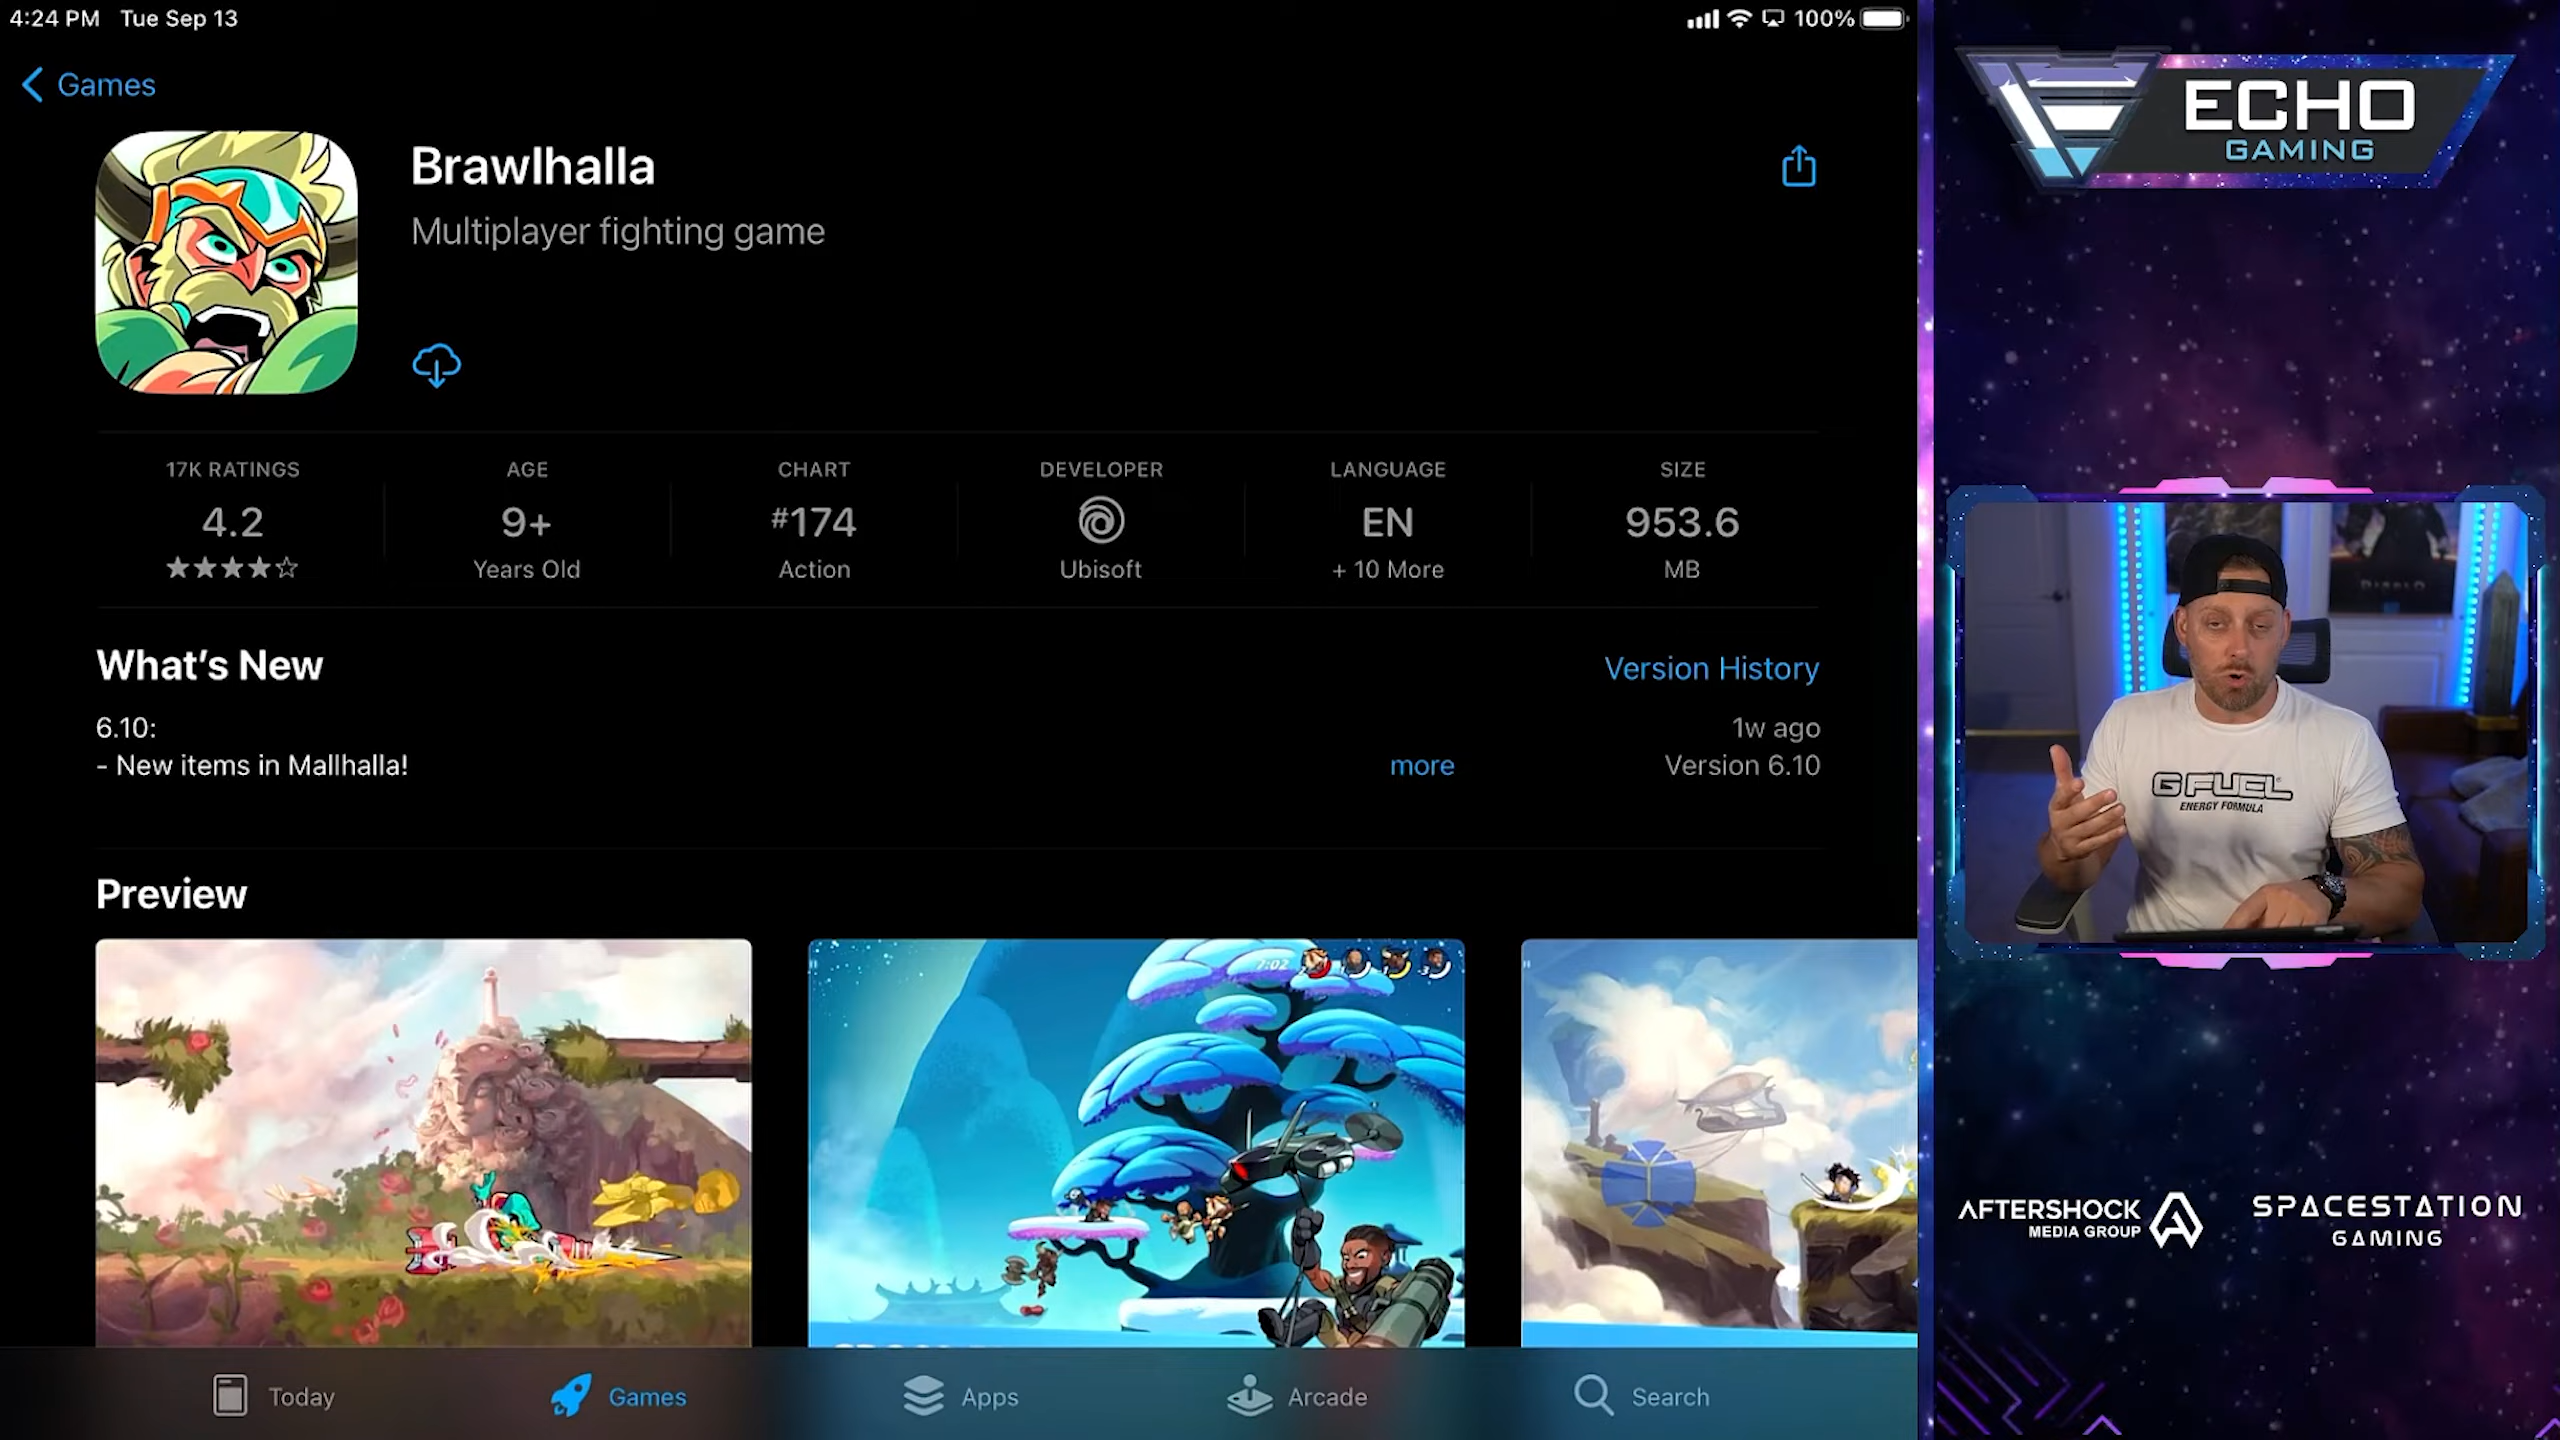 4:24 PM Tue Sep 13
100%
Games
Brawlhalla
Multiplayer fighting game
17K RATINGS
4.2
AGE
9+
Years Old
CHART
#174
Action
DEVELOPER
Ubisoft
LANGUAGE
EN
+ 10 More
SIZE
953.6
MB
What's New
Version History
6.10:
- New items in Mallhalla!
more
1w ago
Version 6.10
Preview
7:02
Today
Games
Apps
Arcade
Search
ECHO
GAMING
DIABLO
G FUEL
ENERGY FORMULA
AFTERSHOCK
MEDIA GROUP
SPACESTATION
GAMING